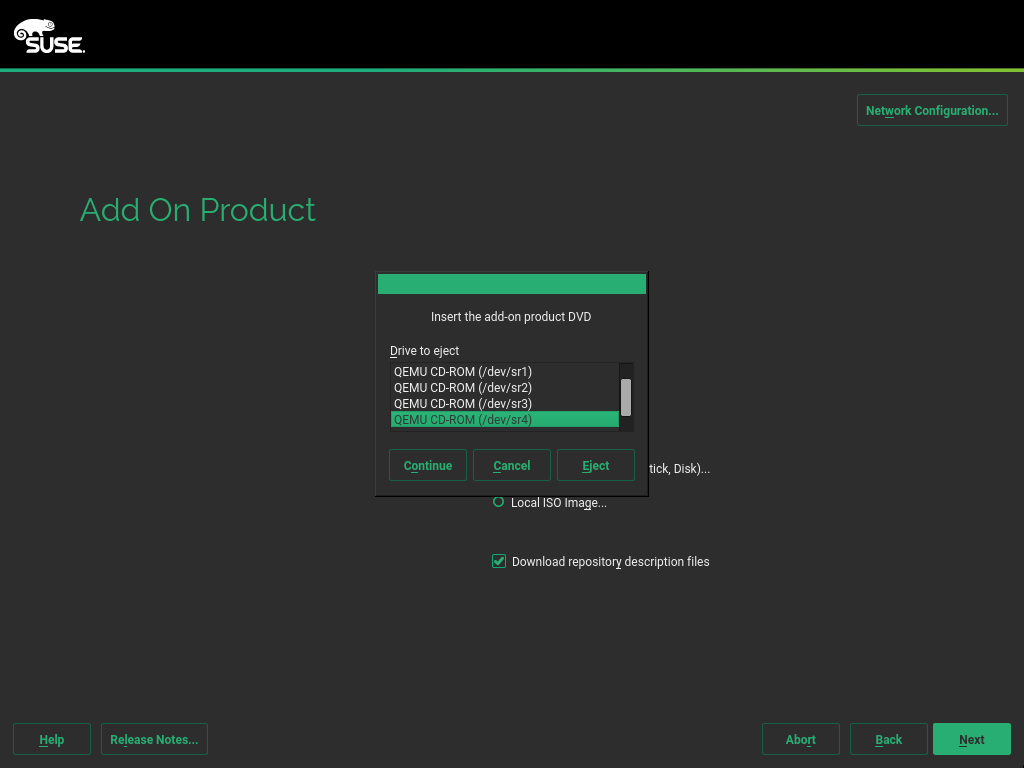 SUSE
Network Configuration...
Add On Product
Insert the add-on product DVD
Drive to eject
QEMU CD-ROM (/dev/sr1)
QEMU CD-ROM (/dev/sr2)
QEMU CD-ROM (/dev/sr3)
QEMU CD-ROM (/dev/sr4)
Continue Cancel Eject
tick, Disk)...
Local ISO Image...
Download repository description files
Help Release Notes... Abort Back Next